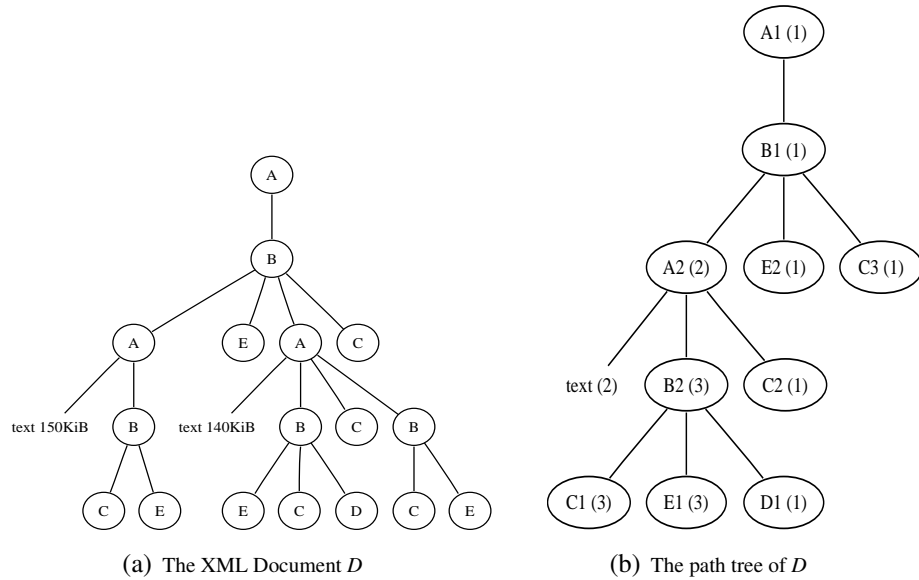 A
B
A
E
A
C
text 150KiB
B
text 140KiB
B
C
B
C
E
E
C
D
C
E
(a) The XML Document D
A1 (1)
B1 (1)
A2 (2)
E2 (1)
C3 (1)
text (2)
B2 (3)
C2 (1)
C1 (3)
E1 (3)
D1 (1)
(b) The path tree of D